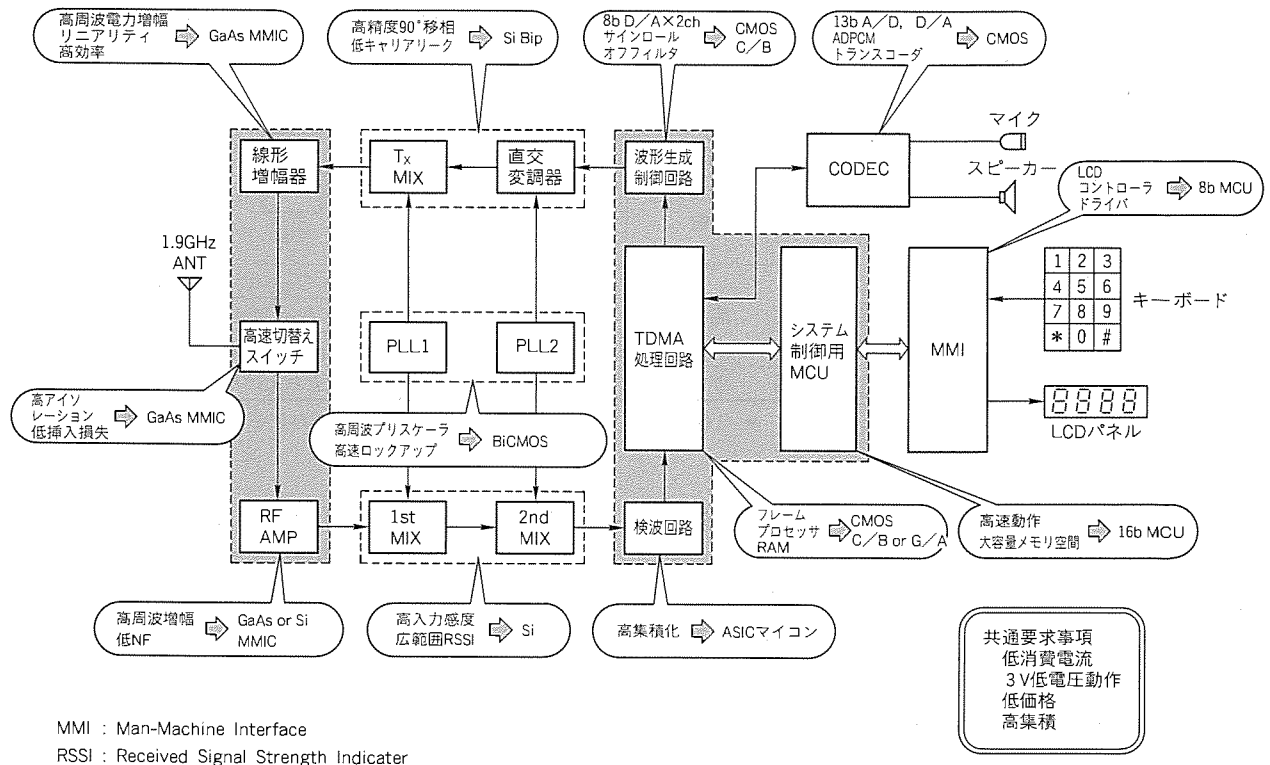 高周波電力増幅
リニアリティ
高効率
GaAs MMIC
高精度90°移相
低キャリアリーク
Si Bip
8b D/A×2ch
サインロール
オフフィルタ
CMOS
C/B
13b A/D, D/A
ADPCM
トランスコーダ
CMOS
線形
増幅器
Tx
MIX
直交
変調器
波形生成
制御回路
CODEC
マイク
スピーカー
LCD
コントローラ
ドライバ
8b MCU
1.9GHz
ANT
高速切替え
スイッチ
PLL1
PLL2
TDMA
処理回路
システム
制御用
MCU
MMI
1 2 3
4 5 6
7 8 9
* 0 #
キーボード
8888
LCDパネル
高アイソ
レーション
低挿入損失
GaAs MMIC
高周波プリスケーラ
高速ロックアップ
BiCMOS
RF
AMP
1st
MIX
2nd
MIX
検波回路
フレーム
プロセッサ
RAM
CMOS
C/B or G/A
高速動作
大容量メモリ空間
16b MCU
高周波増幅
低NF
GaAs or Si
MMIC
高入力感度
広範囲RSSI
Si
高集積化
ASICマイコン
共通要求事項
低消費電流
3V低電圧動作
低価格
高集積
MMI : Man-Machine Interface
RSSI : Received Signal Strength Indicater